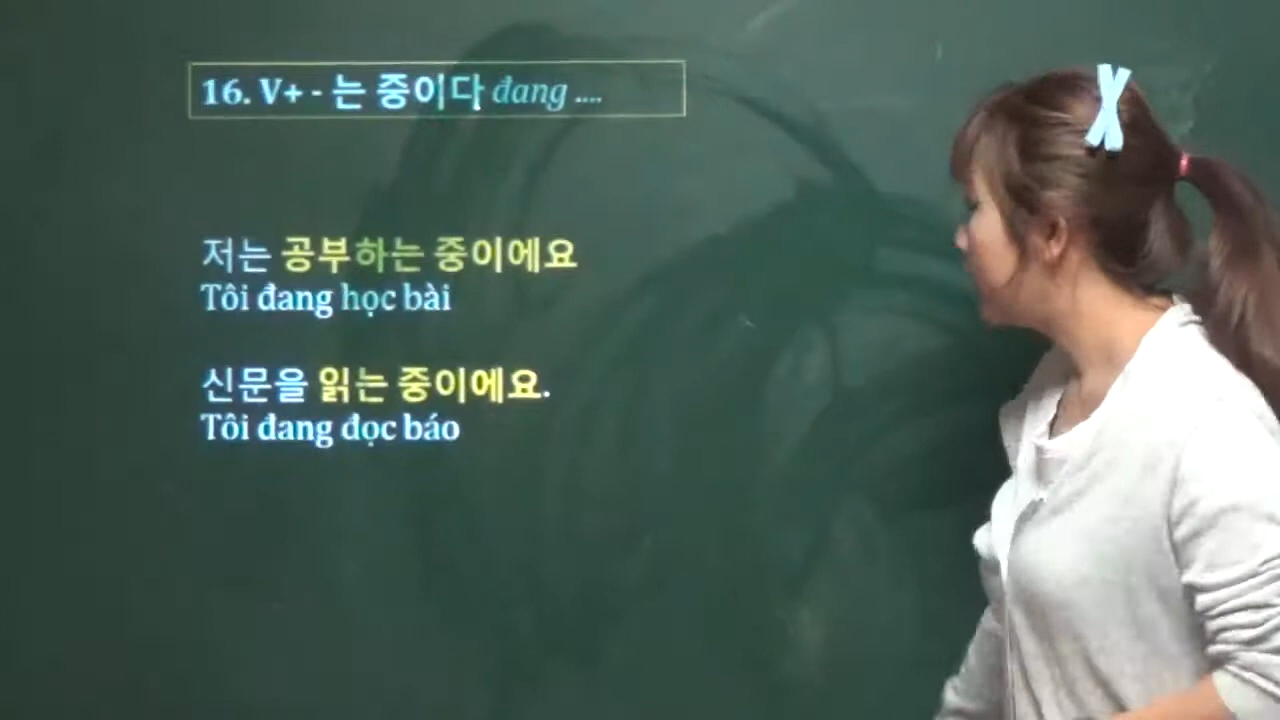 16. V+ - 는 중이다 đang ....
저는 공부하는 중이에요
Tôi đang học bài
신문을 읽는 중이에요.
Tôi đang đọc báo